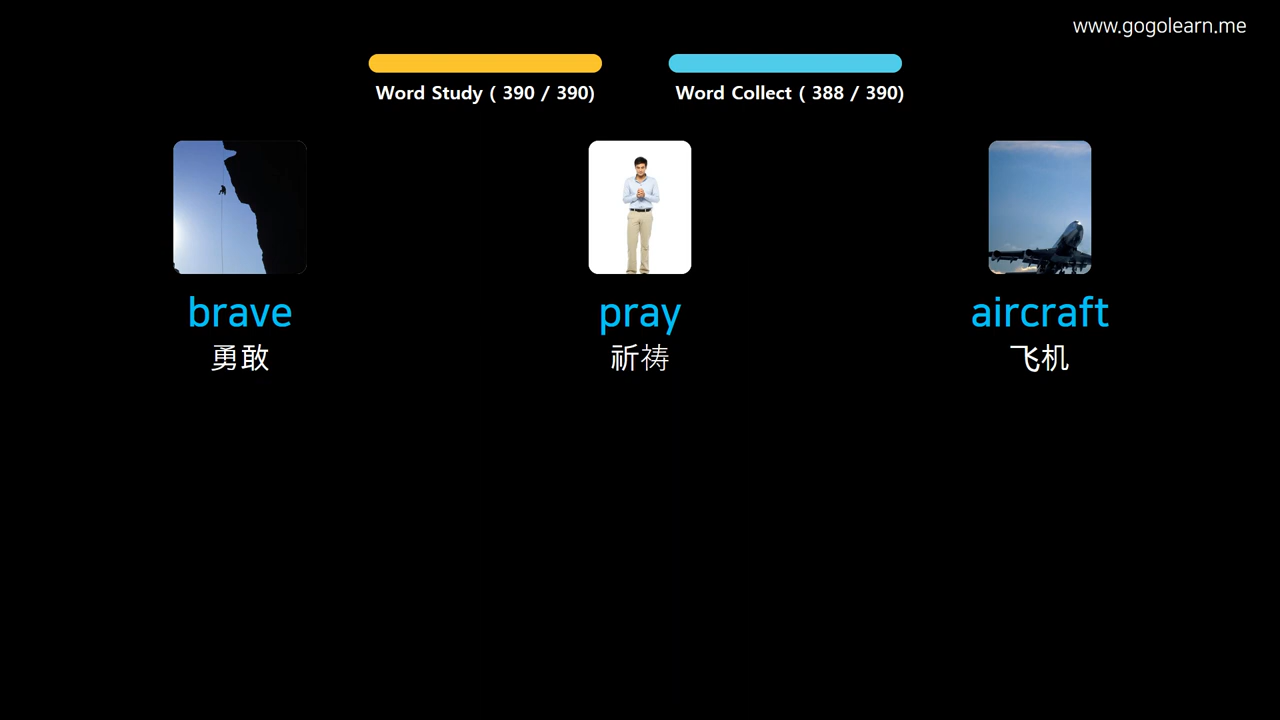 www.gogolearn.me
Word Study ( 390 / 390)
Word Collect ( 388 / 390)
brave
勇敢
pray
祈祷
aircraft
飞机